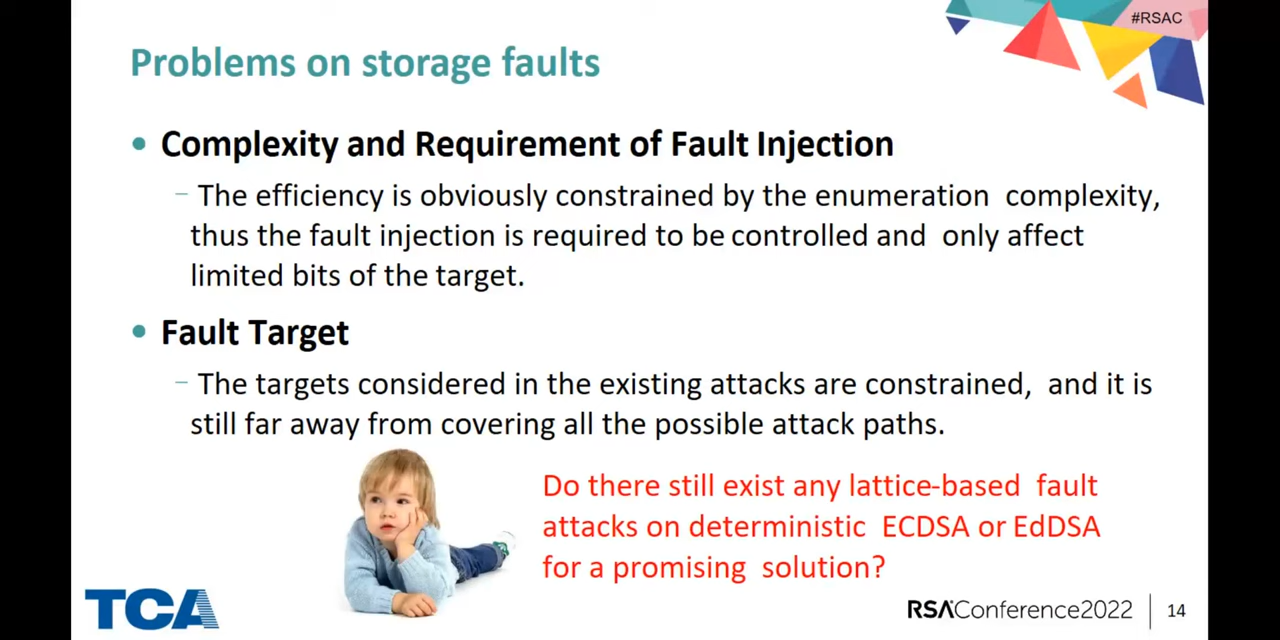 #RSAC
Problems on storage faults
• Complexity and Requirement of Fault Injection
– The efficiency is obviously constrained by the enumeration complexity,
thus the fault injection is required to be controlled and only affect
limited bits of the target.
• Fault Target
– The targets considered in the existing attacks are constrained, and it is
still far away from covering all the possible attack paths.
Do there still exist any lattice-based fault
attacks on deterministic ECDSA or EdDSA
for a promising solution?
TCA
RSAConference2022
14